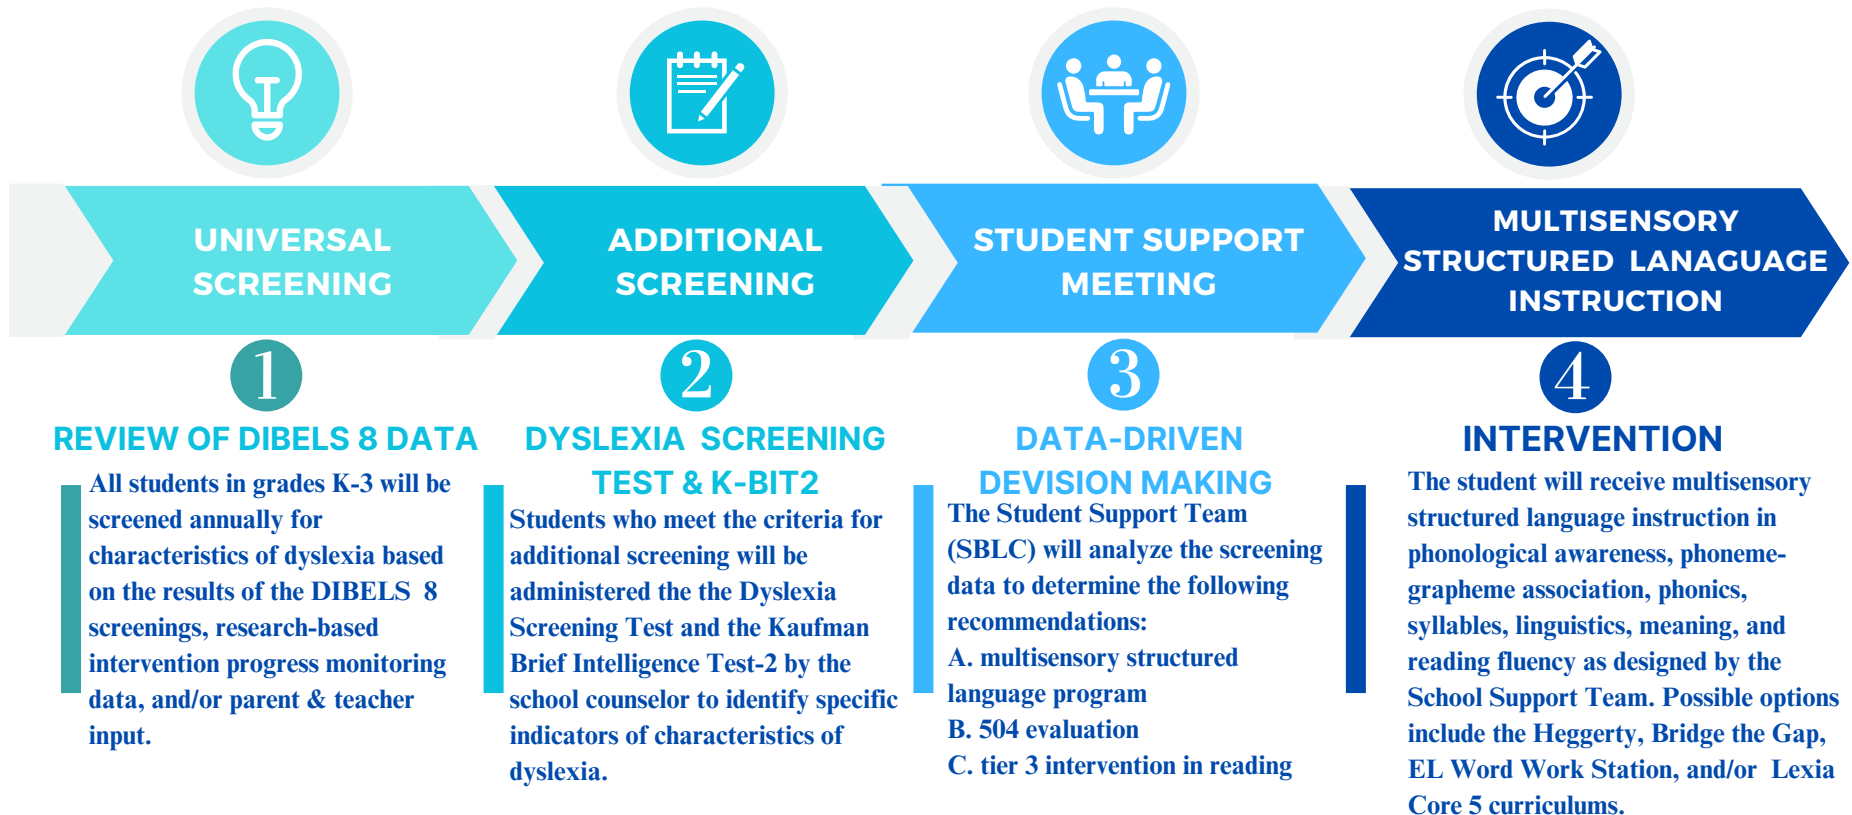 UNIVERSAL
SCREENING
ADDITIONAL
SCREENING
STUDENT SUPPORT
MEETING
MULTISENSORY
STRUCTURED LANAGUAGE
INSTRUCTION
1
REVIEW OF DIBELS 8 DATA
All students in grades K-3 will be
screened annually for
characteristics of dyslexia based
on the results of the DIBELS 8
screenings, research-based
intervention progress monitoring
data, and/or parent & teacher
input.
2
DYSLEXIA SCREENING
TEST & K-BIT2
Students who meet the criteria for
additional screening will be
administered the the Dyslexia
Screening Test and the Kaufman
Brief Intelligence Test-2 by the
school counselor to identify specific
indicators of characteristics of
dyslexia.
3
DATA-DRIVEN
DEVISION MAKING
The Student Support Team
(SBLC) will analyze the screening
data to determine the following
recommendations:
A. multisensory structured
language program
B. 504 evaluation
C. tier 3 intervention in reading
4
INTERVENTION
The student will receive multisensory
structured language instruction in
phonological awareness, phoneme-
grapheme association, phonics,
syllables, linguistics, meaning, and
reading fluency as designed by the
School Support Team. Possible options
include the Heggerty, Bridge the Gap,
EL Word Work Station, and/or Lexia
Core 5 curriculums.